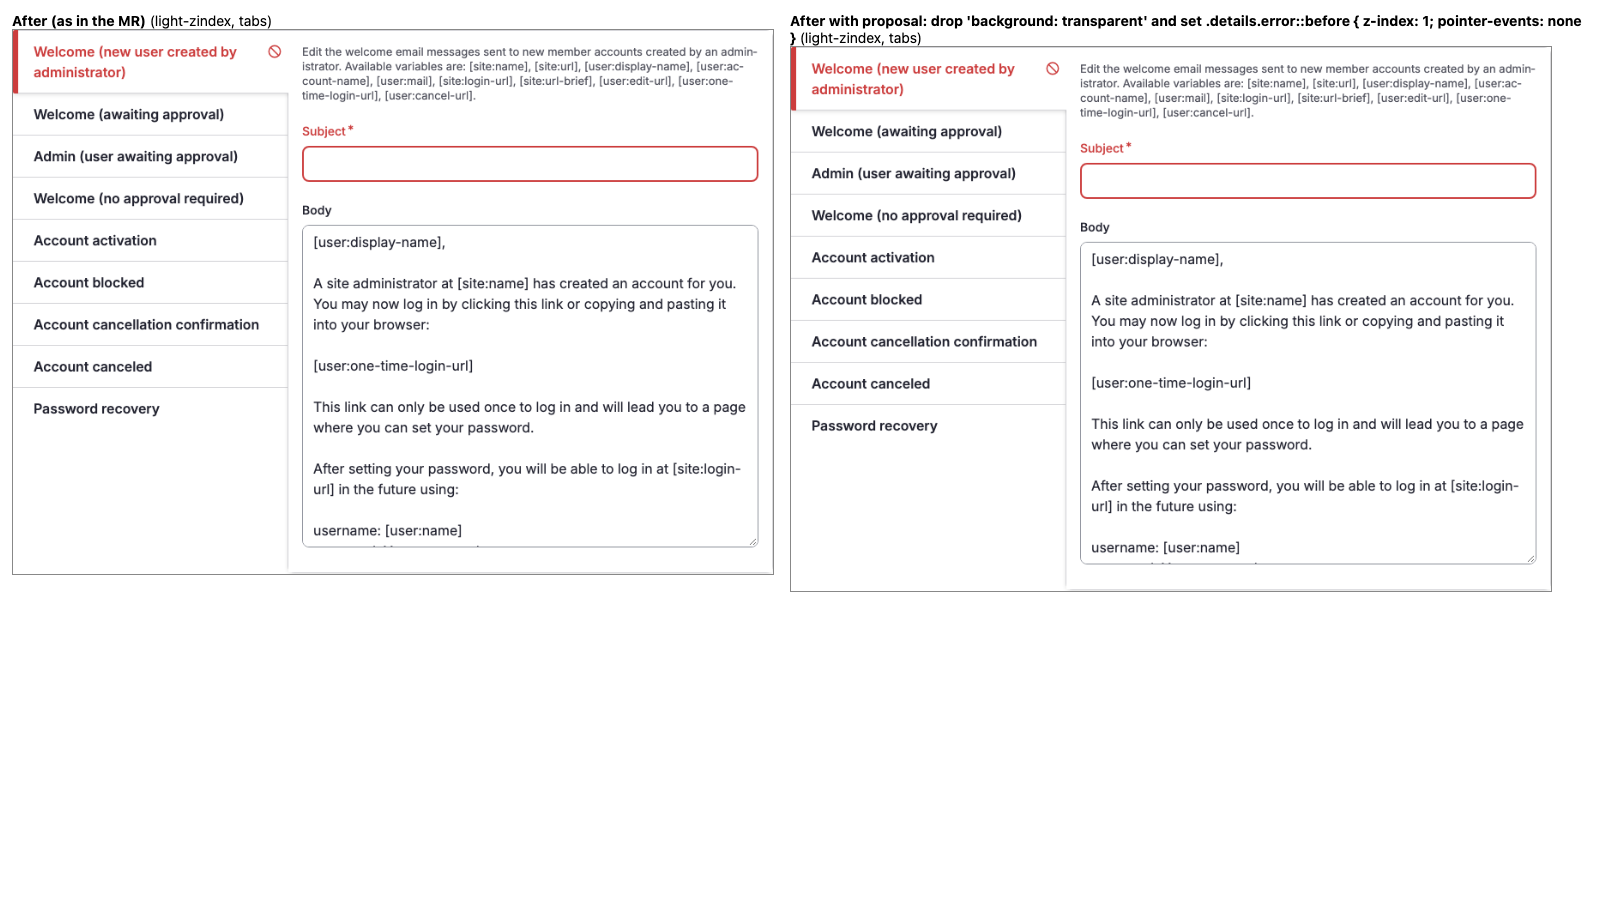 After (as in the MR) (light-zindex, tabs)
Welcome (new user created by
administrator)
Welcome (awaiting approval)
Admin (user awaiting approval)
Welcome (no approval required)
Account activation
Account blocked
Account cancellation confirmation
Account canceled
Password recovery
Edit the welcome email messages sent to new member accounts created by an admin-
istrator. Available variables are: [site:name], [site:url], [user:display-name], [user:ac-
count-name], [user:mail], [site:login-url], [site:url-brief], [user:edit-url], [user:one-
time-login-url], [user:cancel-url].
Subject *
Body
[user:display-name],
A site administrator at [site:name] has created an account for you.
You may now log in by clicking this link or copying and pasting it
into your browser:
[user:one-time-login-url]
This link can only be used once to log in and will lead you to a page
where you can set your password.
After setting your password, you will be able to log in at [site:login-
url] in the future using:
username: [user:name]
After with proposal: drop 'background: transparent' and set .details.error::before { z-index: 1; pointer-events: none
} (light-zindex, tabs)
Welcome (new user created by
administrator)
Welcome (awaiting approval)
Admin (user awaiting approval)
Welcome (no approval required)
Account activation
Account blocked
Account cancellation confirmation
Account canceled
Password recovery
Edit the welcome email messages sent to new member accounts created by an admin-
istrator. Available variables are: [site:name], [site:url], [user:display-name], [user:ac-
count-name], [user:mail], [site:login-url], [site:url-brief], [user:edit-url], [user:one-
time-login-url], [user:cancel-url].
Subject *
Body
[user:display-name],
A site administrator at [site:name] has created an account for you.
You may now log in by clicking this link or copying and pasting it
into your browser:
[user:one-time-login-url]
This link can only be used once to log in and will lead you to a page
where you can set your password.
After setting your password, you will be able to log in at [site:login-
url] in the future using:
username: [user:name]